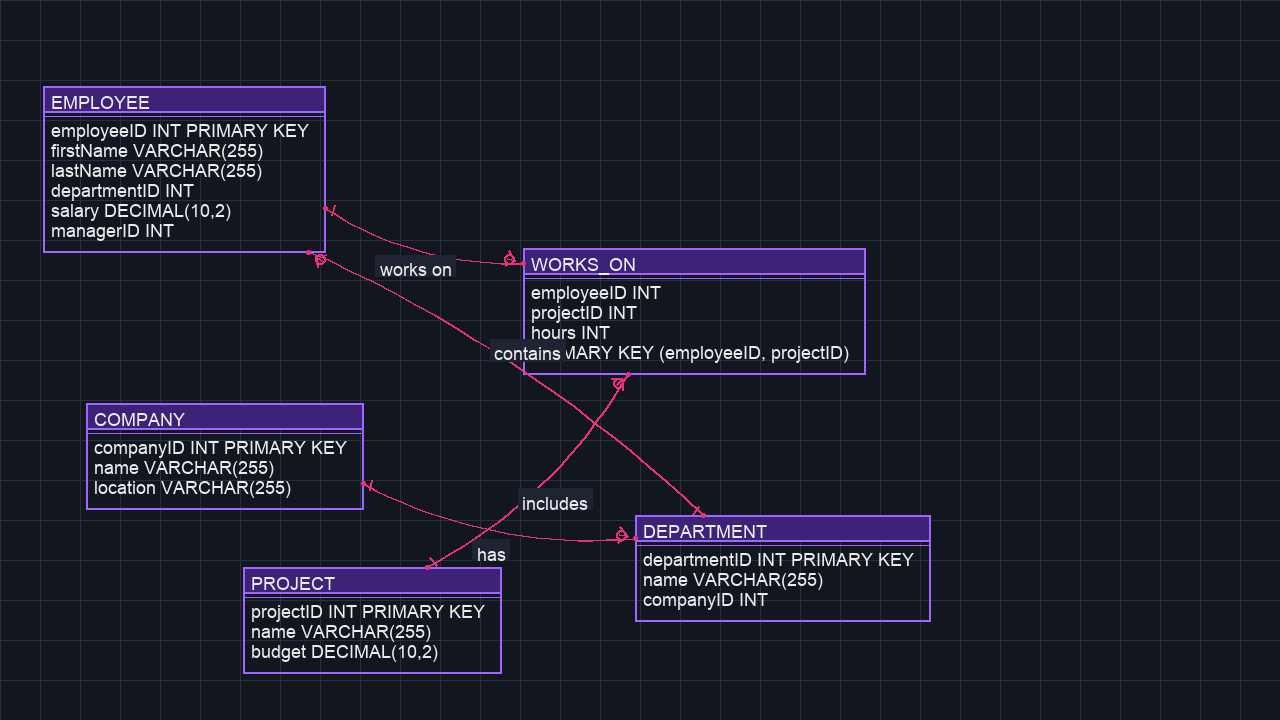 EMPLOYEE
employeeID INT PRIMARY KEY
firstName VARCHAR(255)
lastName VARCHAR(255)
departmentID INT
salary DECIMAL(10,2)
managerID INT
works on
WORKS_ON
employeeID INT
projectID INT
hours INT
MARY KEY (employeeID, projectID)
contains
COMPANY
companyID INT PRIMARY KEY
name VARCHAR(255)
location VARCHAR(255)
includes
has
DEPARTMENT
departmentID INT PRIMARY KEY
name VARCHAR(255)
companyID INT
PROJECT
projectID INT PRIMARY KEY
name VARCHAR(255)
budget DECIMAL(10,2)